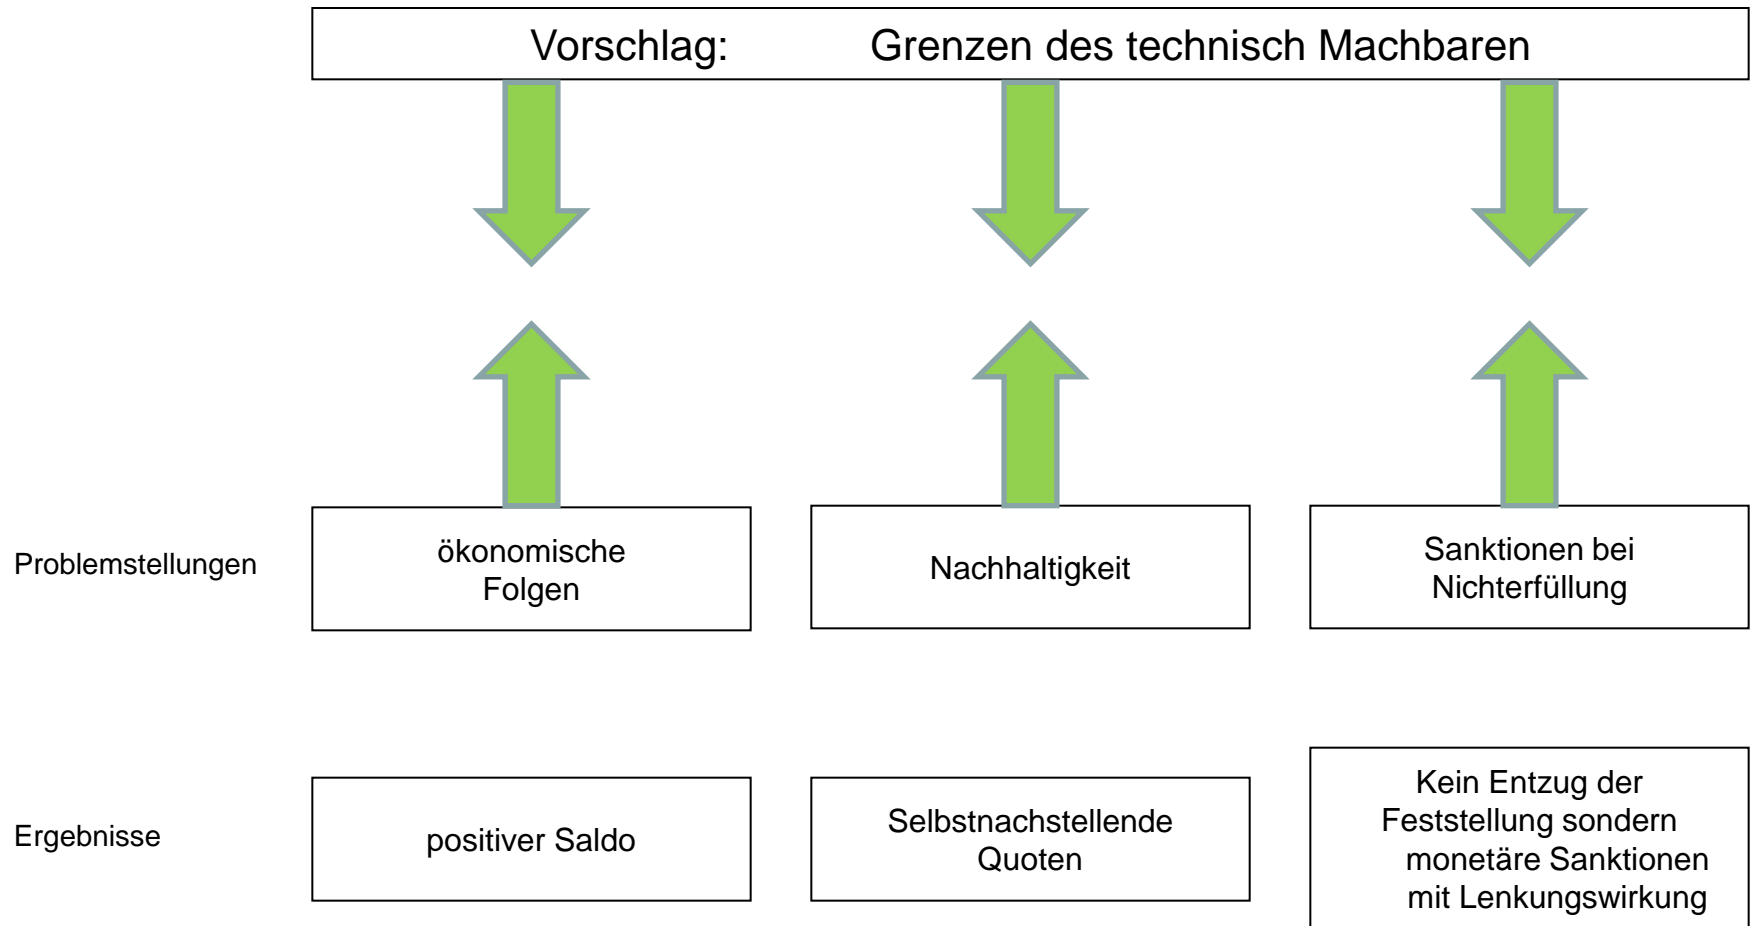 Vorschlag: Grenzen des technisch Machbaren
Problemstellungen
ökonomische
Folgen
Nachhaltigkeit
Sanktionen bei
Nichterfüllung
Ergebnisse
positiver Saldo
Selbstnachstellende
Quoten
Kein Entzug der
Feststellung sondern
monetäre Sanktionen
mit Lenkungswirkung